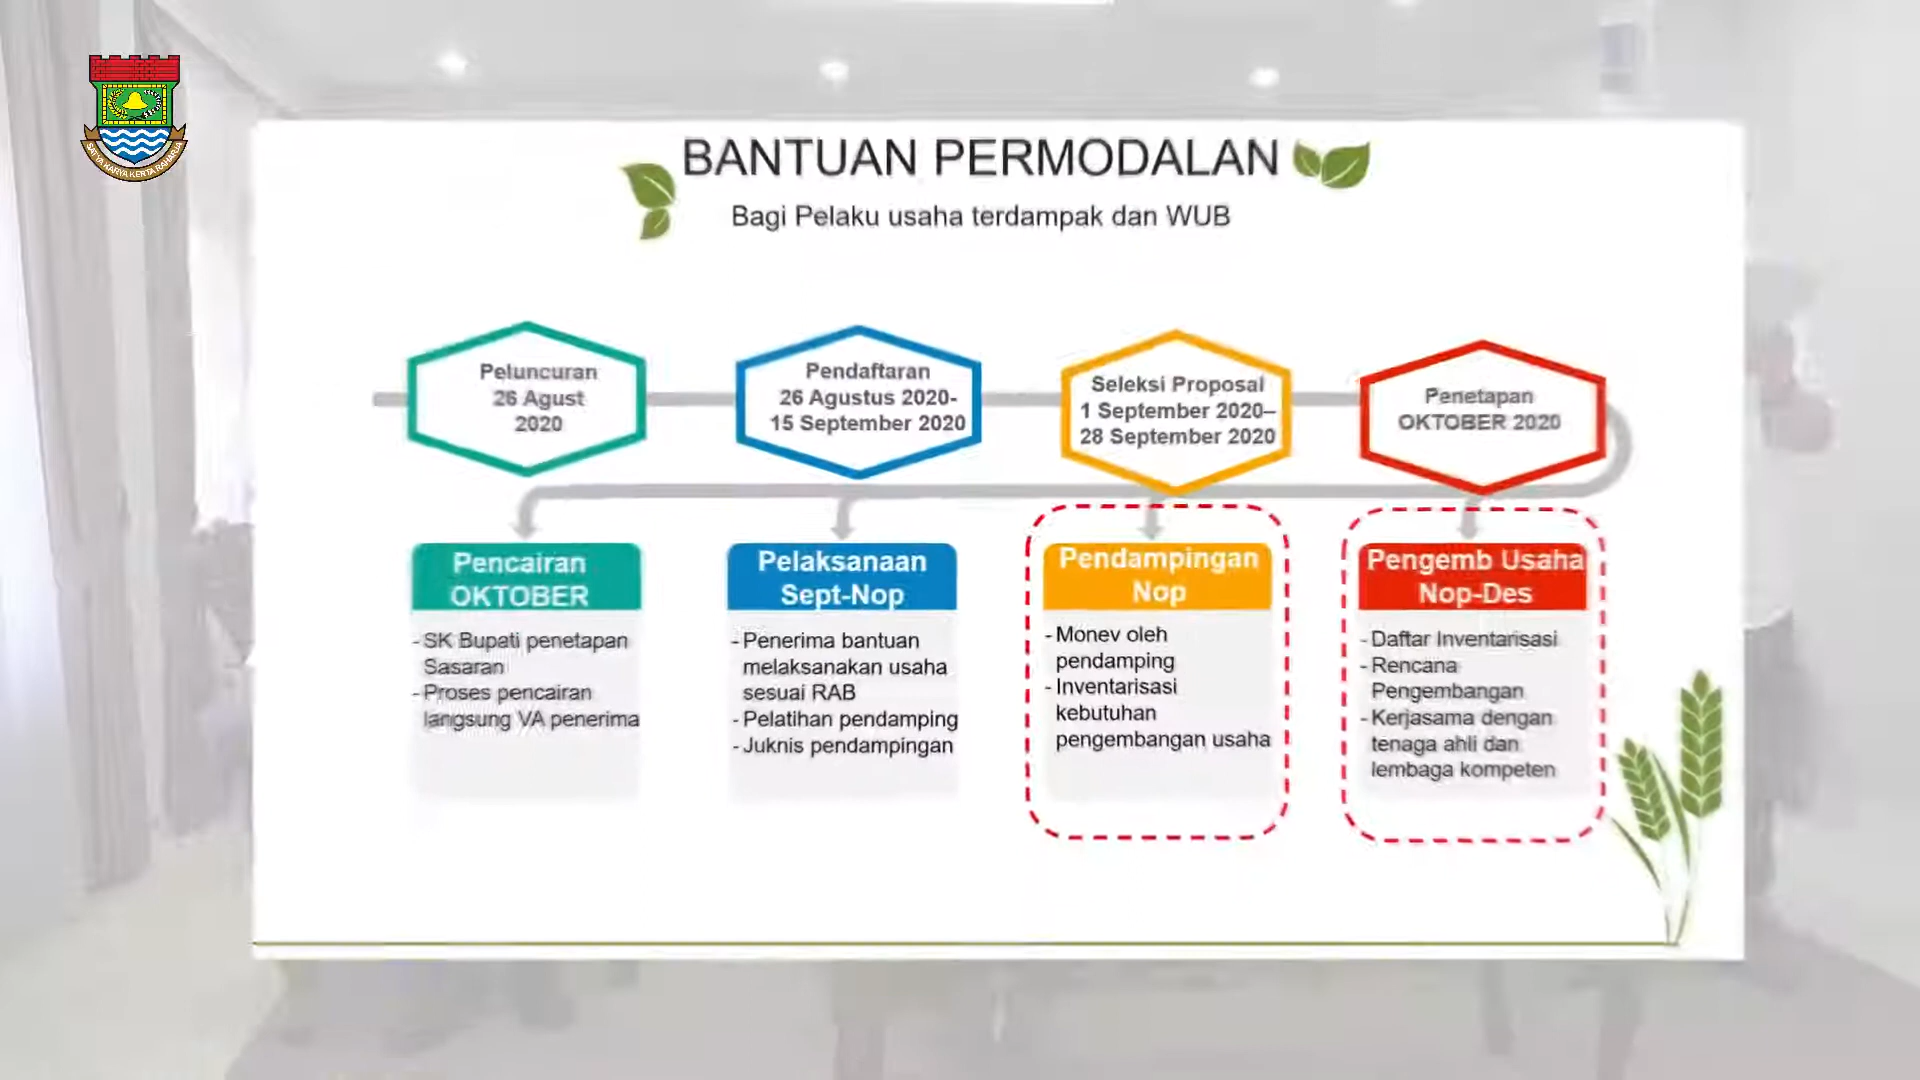 SATYA KARYA KERTA RAHARJA
BANTUAN PERMODALAN
Bagi Pelaku usaha terdampak dan WUB
Peluncuran
26 Agust
2020
Pendaftaran
26 Agustus 2020-
15 September 2020
Seleksi Proposal
1 September 2020–
28 September 2020
Penetapan
OKTOBER 2020
Pencairan
OKTOBER
- SK Bupati penetapan
Sasaran
- Proses pencairan
langsung VA penerima
Pelaksanaan
Sept-Nop
- Penerima bantuan
melaksanakan usaha
sesuai RAB
- Pelatihan pendamping
- Juknis pendampingan
Pendampingan
Nop
- Monev oleh
pendamping
- Inventarisasi
kebutuhan
pengembangan usaha
Pengemb Usaha
Nop-Des
- Daftar Inventarisasi
- Rencana
Pengembangan
- Kerjasama dengan
tenaga ahli dan
lembaga kompeten